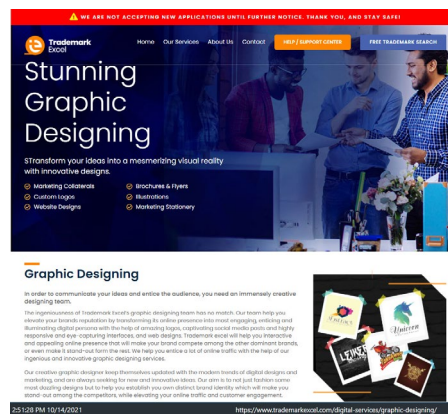 WE ARE NOT ACCEPTING NEW APPLICATIONS UNTIL FURTHER NOTICE. THANK YOU, AND STAY SAFE!
Trademark Excel
Home Our Services About Us Contact HELP / SUPPORT CENTER FREE TRADEMARK SEARCH
Stunning
Graphic
Designing
STransform your ideas into a mesmerizing visual reality
with innovative designs.
Marketing Collaterals Brochures & Flyers
Custom Logos Illustrations
Website Designs Marketing Stationery
Graphic Designing
In order to communicate your ideas and entice the audience, you need an immensely creative
designing team.
The ingeniousness of Trademark Excel's graphic designing team has no match. Our team help you
elevate your brands reputation by transforming its online presence into most engaging, enticing and
illuminating digital persona with the help of amazing logos, captivating social media posts and highly
responsive and eye-capturing interfaces, and web designs. Trademark excel will help you interactive
and appealing online presence that will make your brand compete among the other dominant brands,
or even make it stand-out form the rest. We help you entice a lot of online traffic with the help of our
ingenious and innovative graphic designing services.
Our creative graphic designer keep themselves updated with the modern trends of digital designs and
marketing, and are always seeking for new and innovative ideas. Our aim is to not just fashion some
most dazzling designs but to help you establish you own distinct brand identity which will make you
stand-out among the competitors, while elevating your online traffic and customer engagement.
Unicorn
2:51:28 PM 10/14/2021 https://www.trademarkexcel.com/digital-services/graphic-designing/